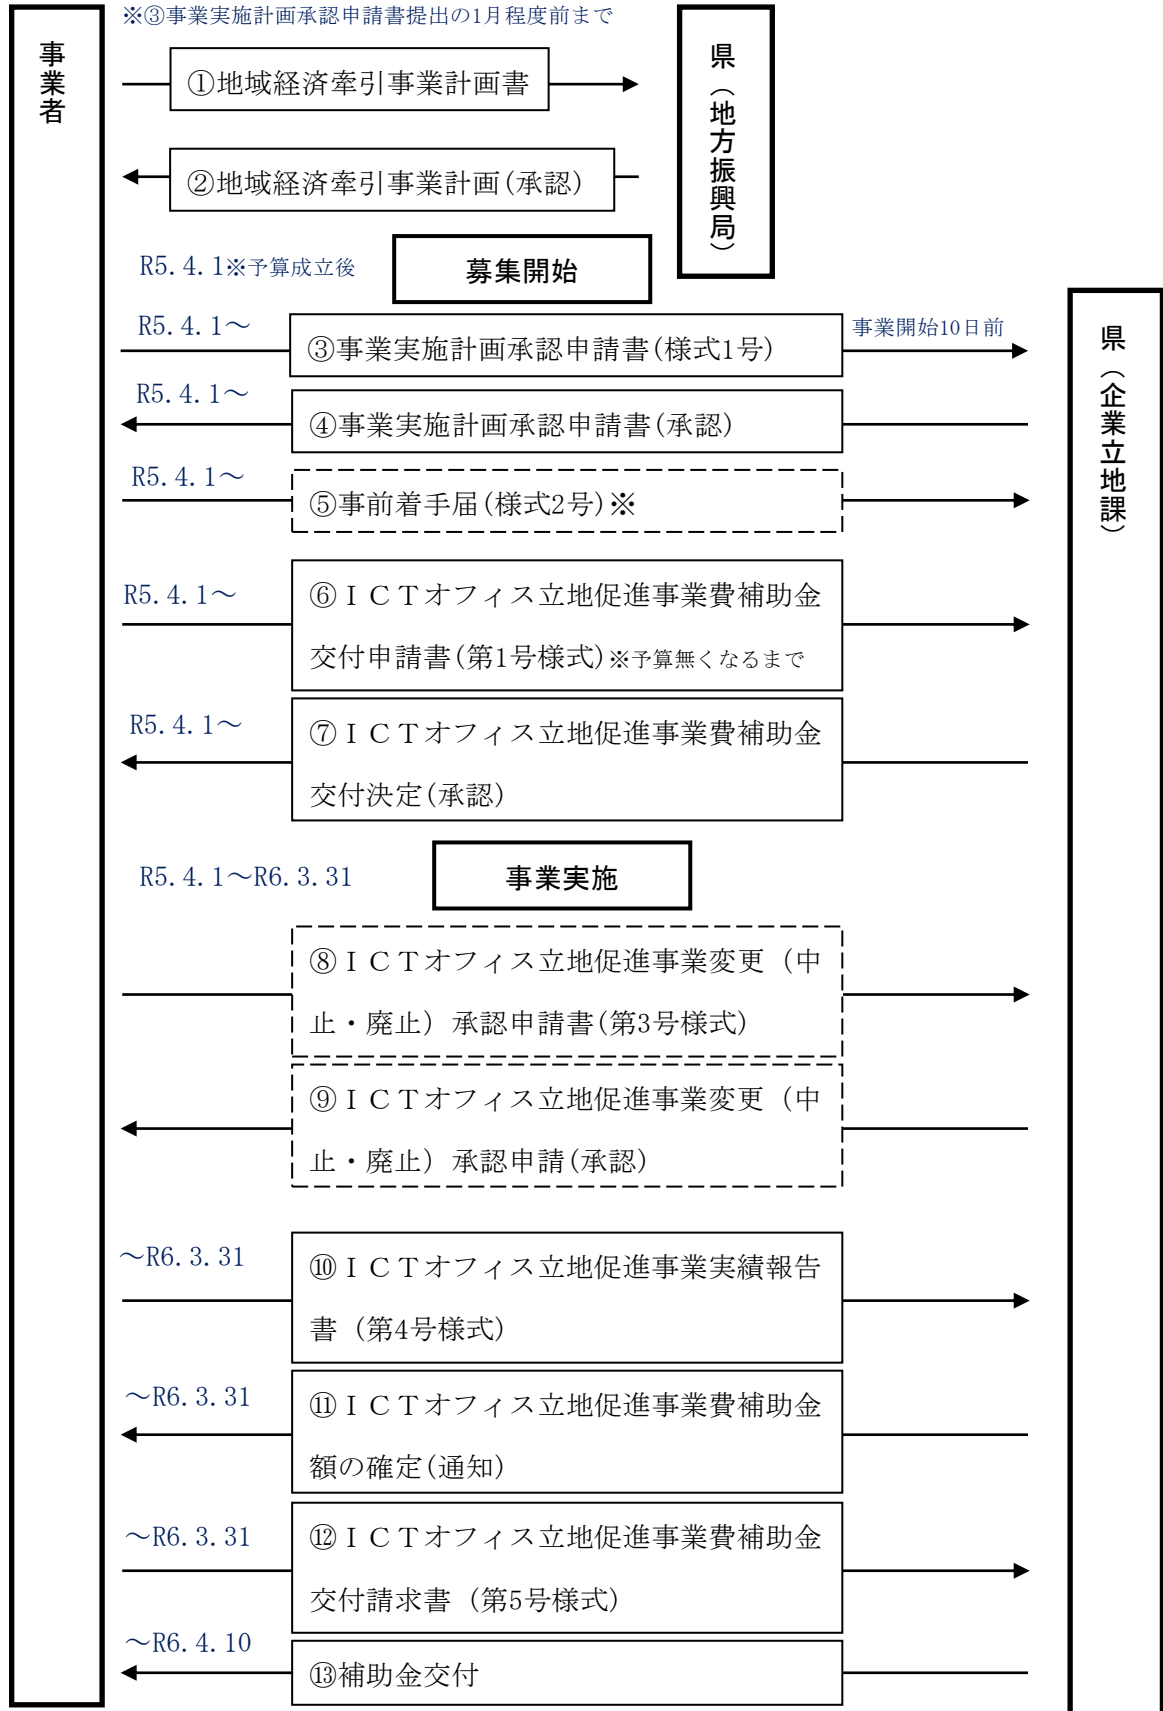 ※③事業実施計画承認申請書提出の1月程度前まで
事業者
県（地方振興局）
①地域経済牽引事業計画書
②地域経済牽引事業計画(承認)
R5.4.1※予算成立後
募集開始
県（企業立地課）
R5.4.1～
③事業実施計画承認申請書(様式1号)
事業開始10日前
R5.4.1～
④事業実施計画承認申請書(承認)
R5.4.1～
⑤事前着手届(様式2号)※
R5.4.1～
⑥ＩＣＴオフィス立地促進事業費補助金
交付申請書(第1号様式)※予算無くなるまで
R5.4.1～
⑦ＩＣＴオフィス立地促進事業費補助金
交付決定(承認)
R5.4.1～R6.3.31
事業実施
⑧ＩＣＴオフィス立地促進事業変更（中
止・廃止）承認申請書(第3号様式)
⑨ＩＣＴオフィス立地促進事業変更（中
止・廃止）承認申請(承認)
～R6.3.31
⑩ＩＣＴオフィス立地促進事業実績報告
書（第4号様式)
～R6.3.31
⑪ＩＣＴオフィス立地促進事業費補助金
額の確定(通知)
～R6.3.31
⑫ＩＣＴオフィス立地促進事業費補助金
交付請求書（第5号様式)
～R6.4.10
⑬補助金交付